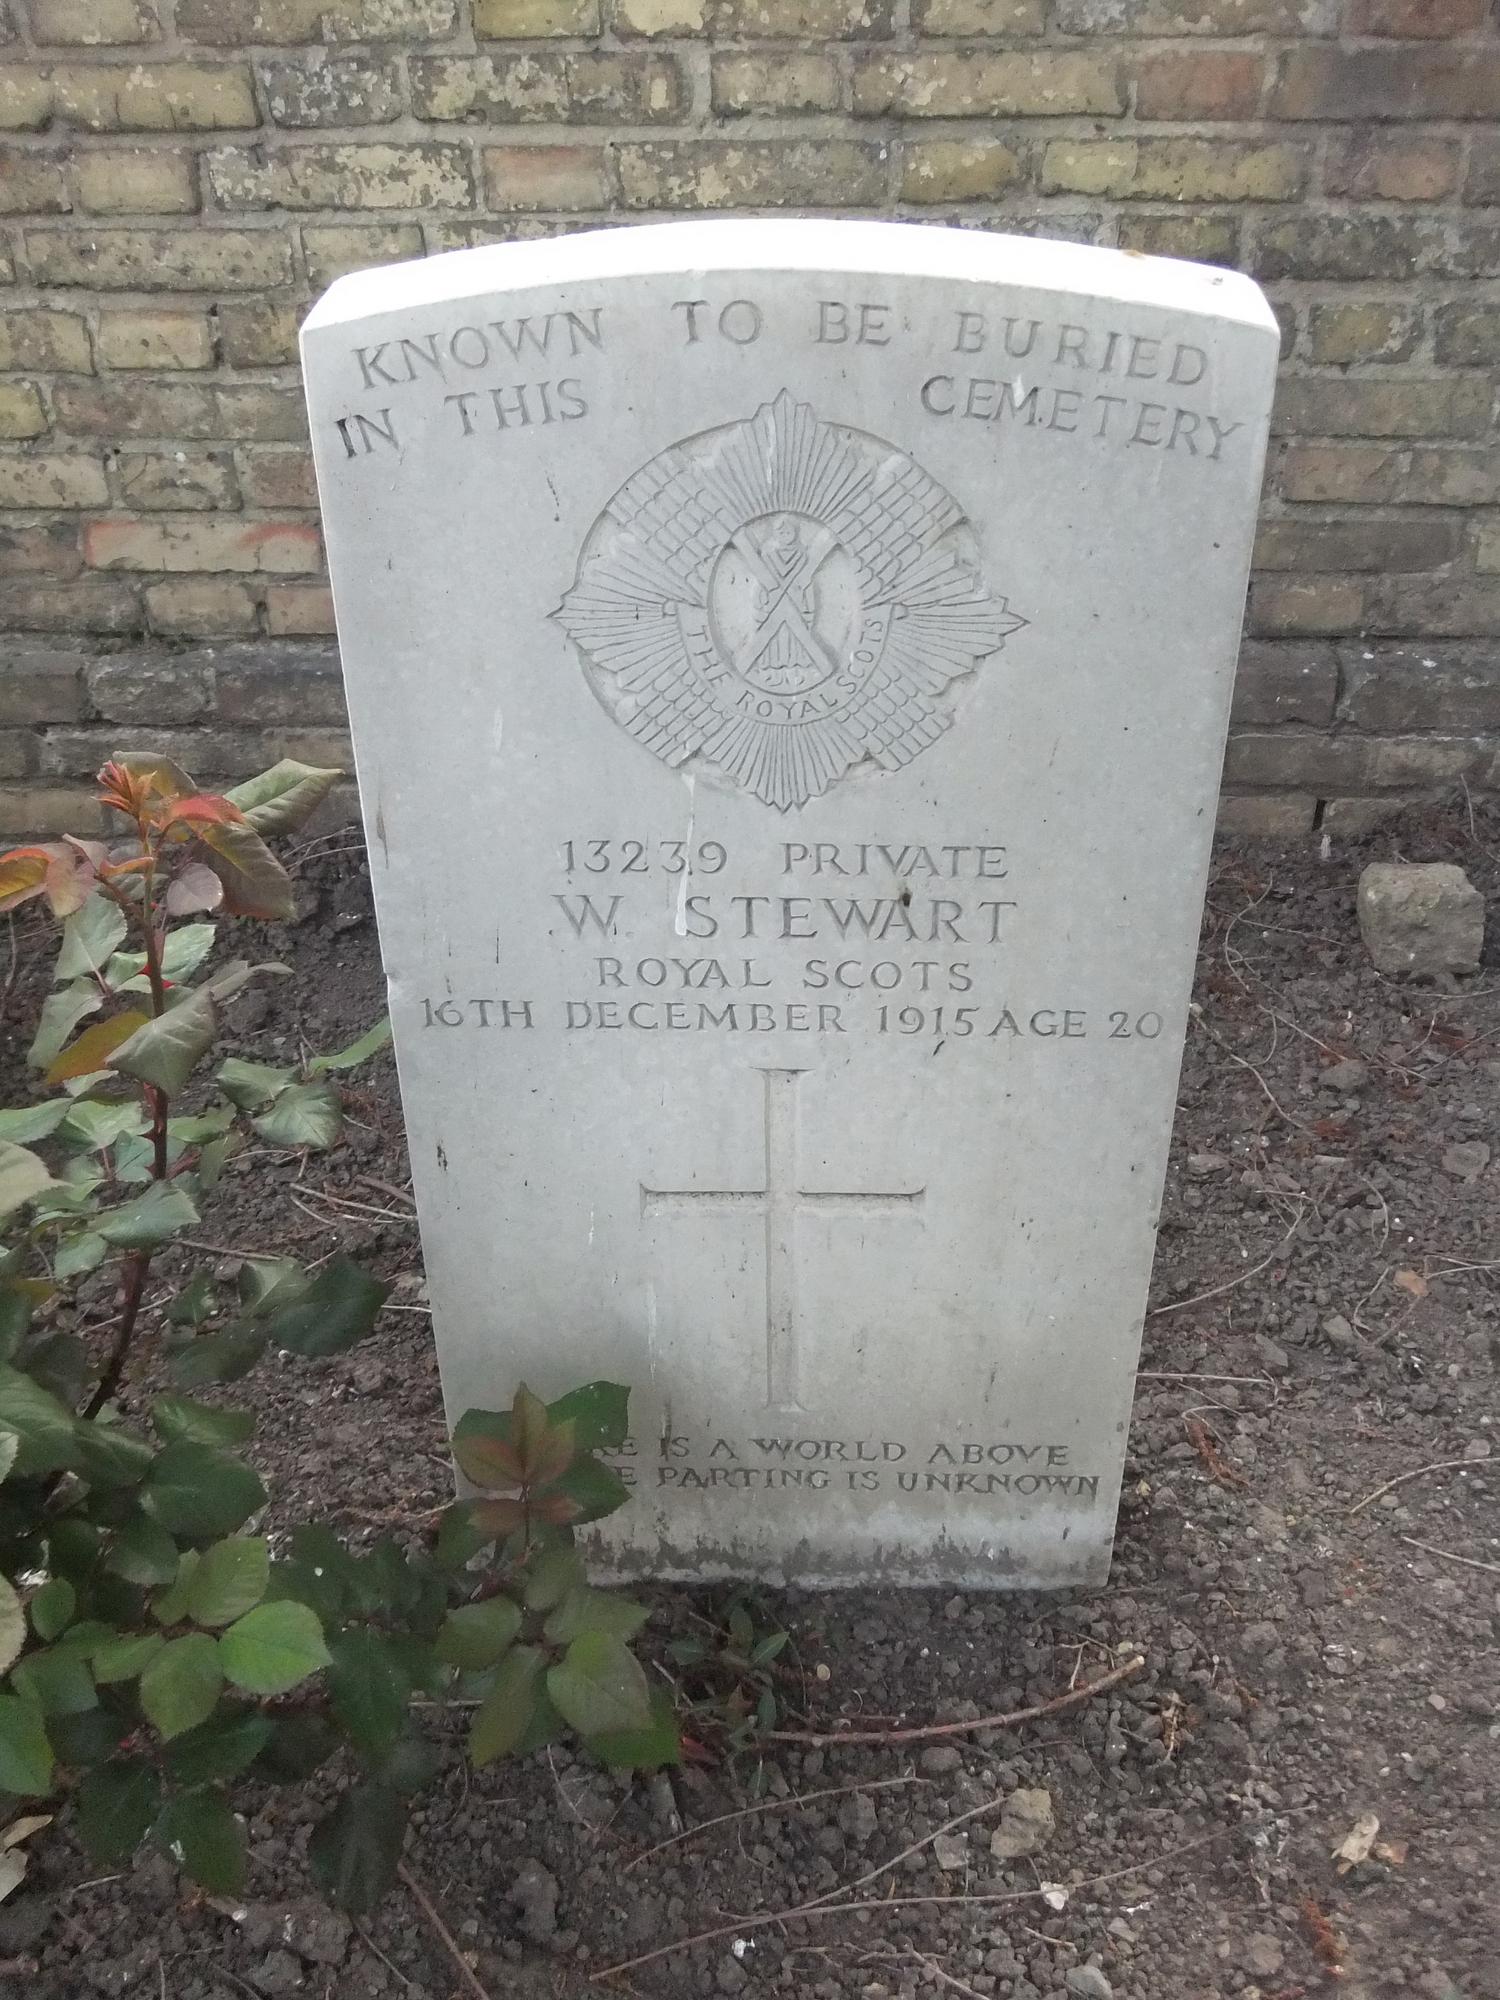 KNOWN TO BE BURIED
IN THIS CEMETERY
THE ROYAL SCOTS
13239 PRIVATE
W. STEWART
ROYAL SCOTS
16TH DECEMBER 1915 AGE 20
IS A WORLD ABOVE
PARTING IS UNKNOWN